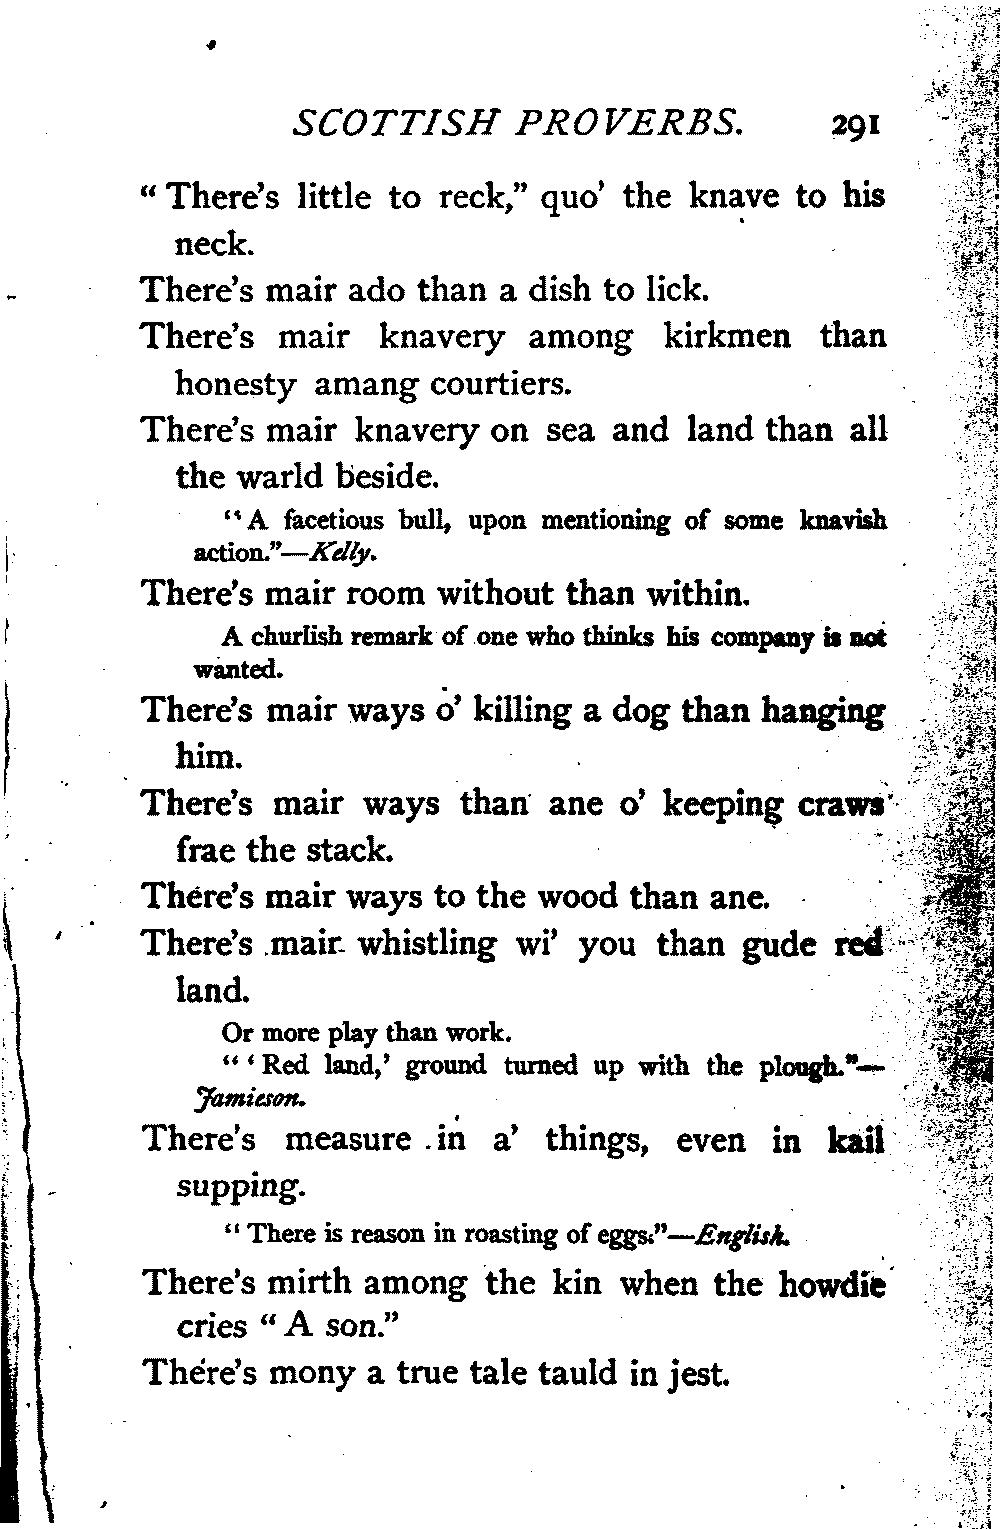 SCOTTISH PROVERBS. 291
“There’s little to reck,” quo’ the knave to his
neck.
There’s mair ado than a dish to lick.
There’s mair knavery among kirkmen than
honesty amang courtiers.
There’s mair knavery on sea and land than all
the warld beside.
“A facetious bull, upon mentioning of some knavish
action.”—Kelly.
There’s mair room without than within.
A churlish remark of one who thinks his company is not
wanted.
There’s mair ways o’ killing a dog than hanging
him.
There’s mair ways than ane o’ keeping craws
frae the stack.
There’s mair ways to the wood than ane.
There’s mair whistling wi’ you than gude red
land.
Or more play than work.
“‘Red land,’ ground turned up with the plough.”—
Jamieson.
There’s measure in a’ things, even in kail
supping.
“There is reason in roasting of eggs.”—English.
There’s mirth among the kin when the howdie
cries “A son.”
There’s mony a true tale tauld in jest.